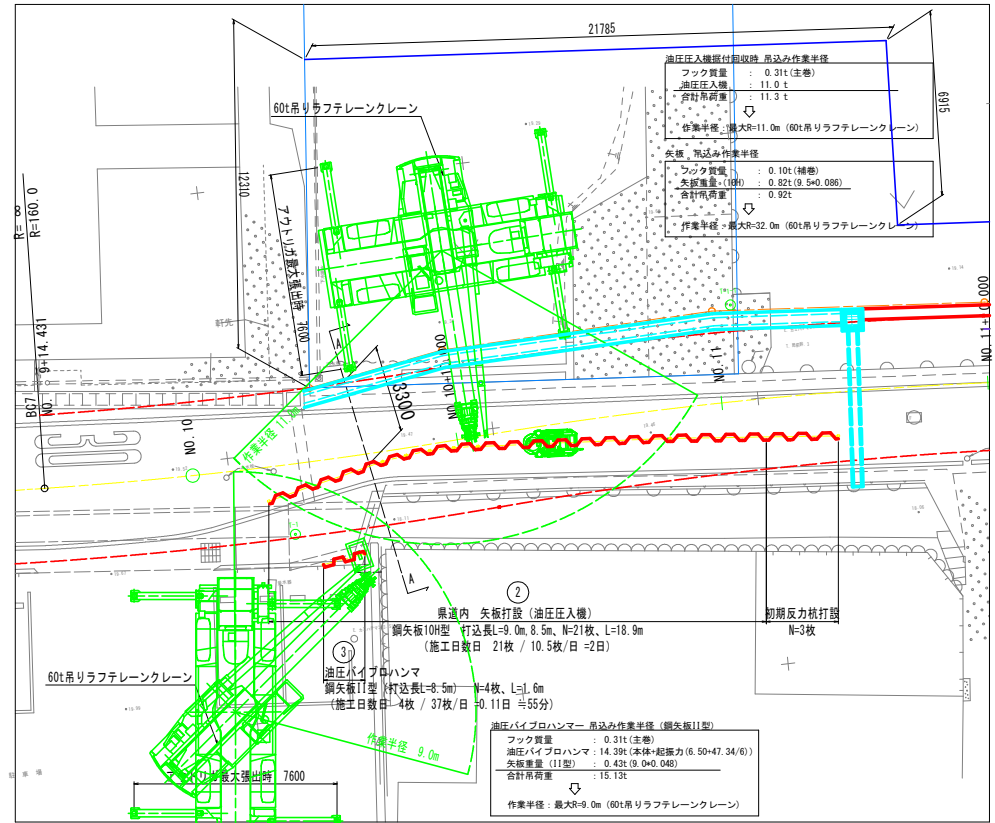 21785
6915
12310
60t吊りラフテレーンクレーン
油圧圧入機据付回収時 吊込み作業半径
フック質量 : 0.31t(主巻)
油圧圧入機 : 11.0 t
合計吊荷重 : 11.3 t
作業半径:最大R=11.0m (60t吊りラフテレーンクレーン)
矢板 吊込み作業半径
フック質量 : 0.10t(補巻)
矢板重量 (10H) : 0.82t(9.5*0.086)
合計吊荷重 : 0.92t
作業半径:最大R=32.0m (60t吊りラフテレーンクレーン)
R= ∞
R=160.0
アウトリガ最大張出時 7600
軒先
A
3300
BC7
NO. 9+14.431
NO.10
NO.11
作業半径 11.0m
A
②
県道内 矢板打設 (油圧圧入機)
鋼矢板10H型 打込長L=9.0m,8.5m、N=21枚、L=18.9m
(施工日数日 21枚 / 10.5枚/日 =2日)
初期反力杭打設
N=3枚
③
油圧バイブロハンマ
鋼矢板II型 (打込長L=8.5m) N=4枚、L=1.6m
(施工日数日 4枚 / 37枚/日 =0.11日 ≒55分)
60t吊りラフテレーンクレーン
作業半径 9.0m
駐車場
アウトリガ最大張出時 7600
油圧バイブロハンマー 吊込み作業半径 (鋼矢板II型)
フック質量 : 0.31t(主巻)
油圧バイブロハンマ : 14.39t(本体+起振力(6.50+47.34/6))
矢板重量 (II型) : 0.43t(9.0*0.048)
合計吊荷重 : 15.13t
作業半径:最大R=9.0m (60t吊りラフテレーンクレーン)